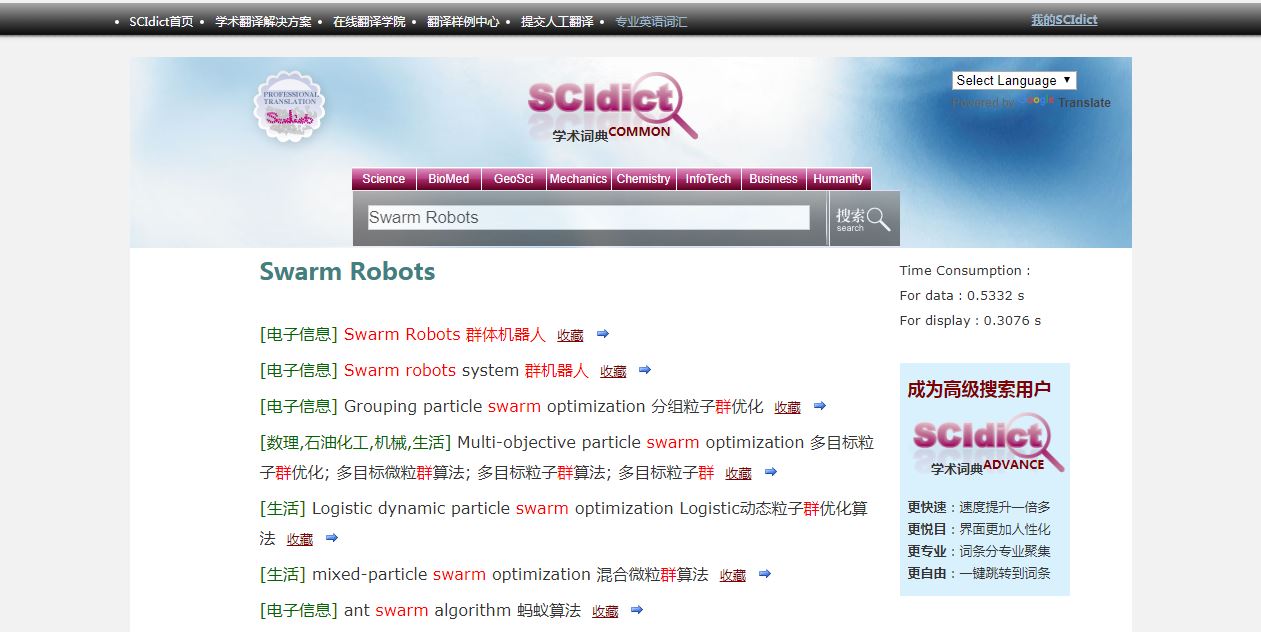 • SCIdict首页 • 学术翻译解决方案 • 在线翻译学院 • 翻译样例中心 • 提交人工翻译 • 专业英语词汇
我的SCIdict
PROFESSIONAL
TRANSLATION
Scidict
SCIdict
学术词典COMMON
Select Language ▼
Powered by Google Translate
Science BioMed GeoSci Mechanics Chemistry InfoTech Business Humanity
Swarm Robots
搜索
search
Swarm Robots
[电子信息] Swarm Robots 群体机器人 收藏
[电子信息] Swarm robots system 群机器人 收藏
[电子信息] Grouping particle swarm optimization 分组粒子群优化 收藏
[数理,石油化工,机械,生活] Multi-objective particle swarm optimization 多目标粒
子群优化; 多目标微粒群算法; 多目标粒子群算法; 多目标粒子群 收藏
[生活] Logistic dynamic particle swarm optimization Logistic动态粒子群优化算
法 收藏
[生活] mixed-particle swarm optimization 混合微粒群算法 收藏
[电子信息] ant swarm algorithm 蚂蚁算法 收藏
Time Consumption :
For data : 0.5332 s
For display : 0.3076 s
成为高级搜索用户
SCIdict
学术词典ADVANCE
更快速：速度提升一倍多
更悦目：界面更加人性化
更专业：词条分专业聚集
更自由：一键跳转到词条